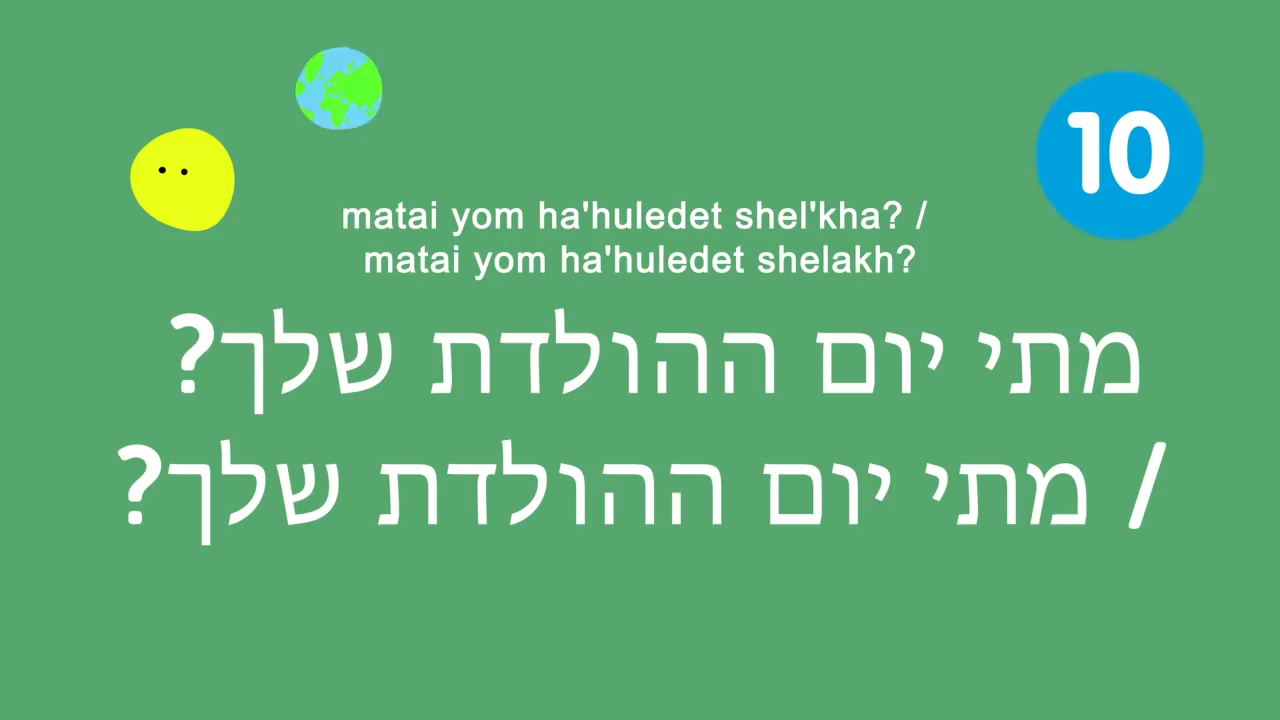 10
matai yom ha'huledet shel'kha? /
matai yom ha'huledet shelakh?
מתי יום ההולדת שלך?
/ מתי יום ההולדת שלך?